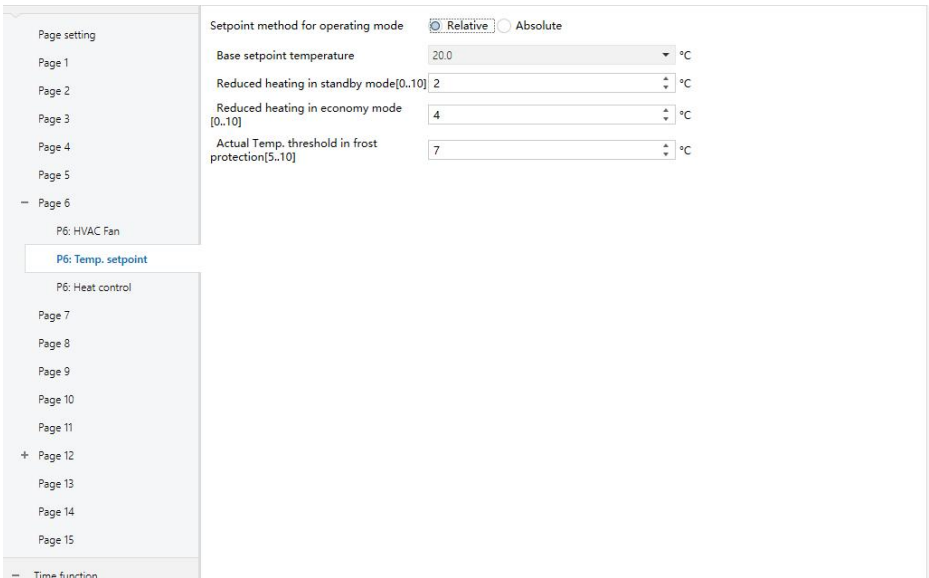 Page setting
Page 1
Page 2
Page 3
Page 4
Page 5
Page 6
P6: HVAC Fan
P6: Temp. setpoint
P6: Heat control
Page 7
Page 8
Page 9
Page 10
Page 11
Page 12
Page 13
Page 14
Page 15
Time function
Setpoint method for operating mode Relative Absolute
Base setpoint temperature 20.0 °C
Reduced heating in standby mode[0..10] 2 °C
Reduced heating in economy mode
[0..10] 4 °C
Actual Temp. threshold in frost
protection[5..10] 7 °C